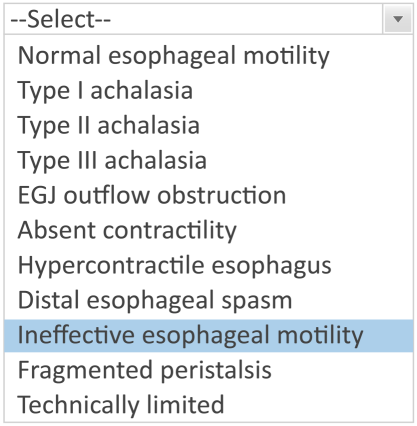 --Select--
Normal esophageal motility
Type I achalasia
Type II achalasia
Type III achalasia
EGJ outflow obstruction
Absent contractility
Hypercontractile esophagus
Distal esophageal spasm
Ineffective esophageal motility
Fragmented peristalsis
Technically limited